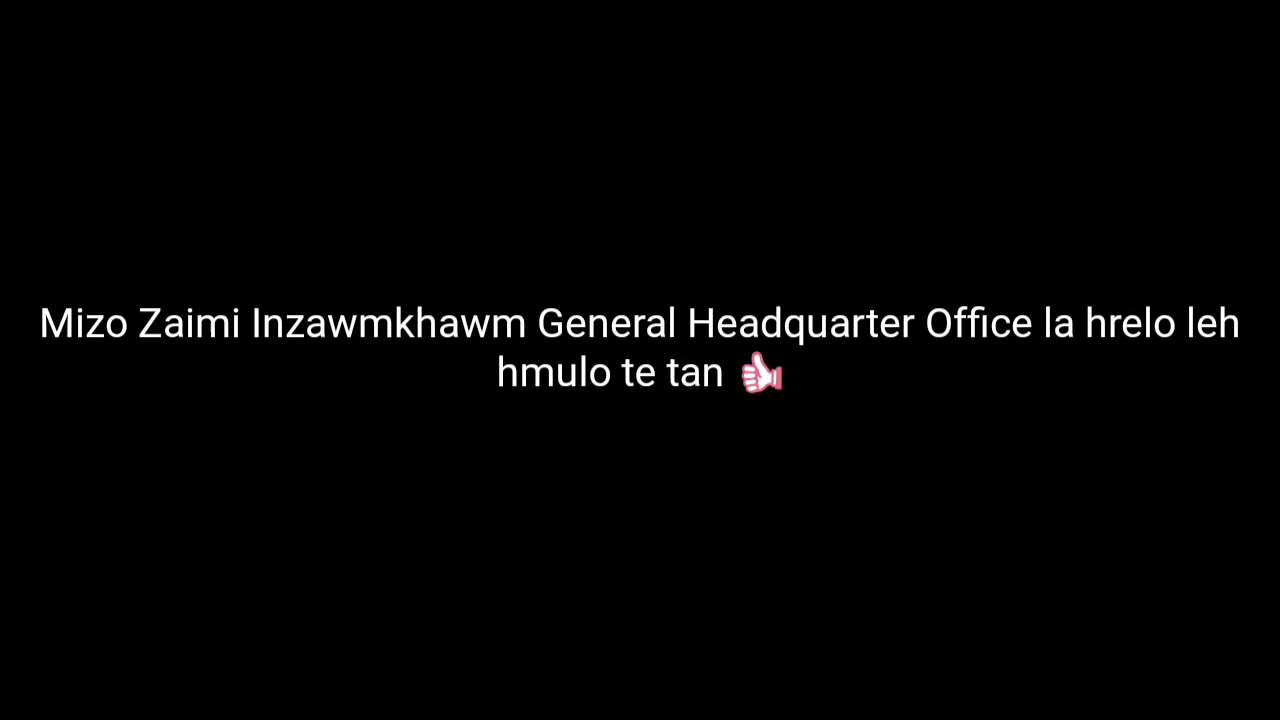 Mizo Zaimi Inzawmkhawm General Headquarter Office la hrelo leh
hmulo te tan 👍